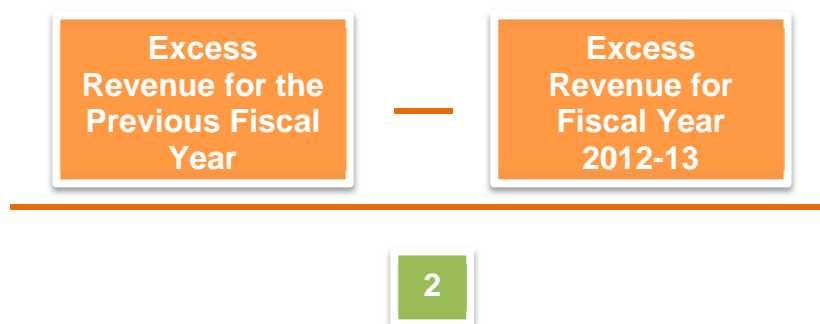 Excess
Revenue for the
Previous Fiscal
Year
—
Excess
Revenue for
Fiscal Year
2012-13
2